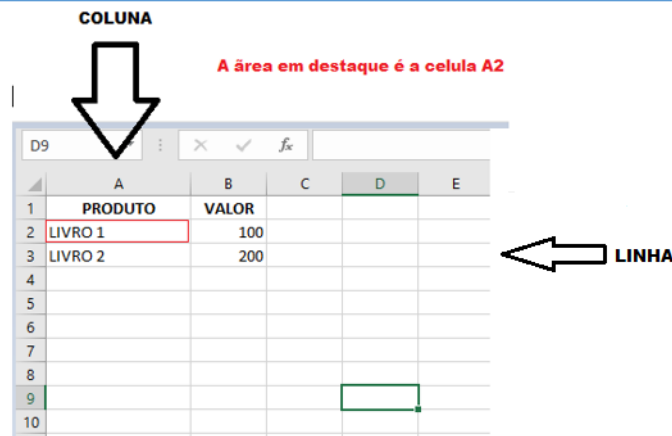 COLUNA
A ãrea em destaque é a celula A2
D9 fx
A B C D E
1 PRODUTO VALOR
2 LIVRO 1 100
3 LIVRO 2 200
LINHA
4
5
6
7
8
9
10